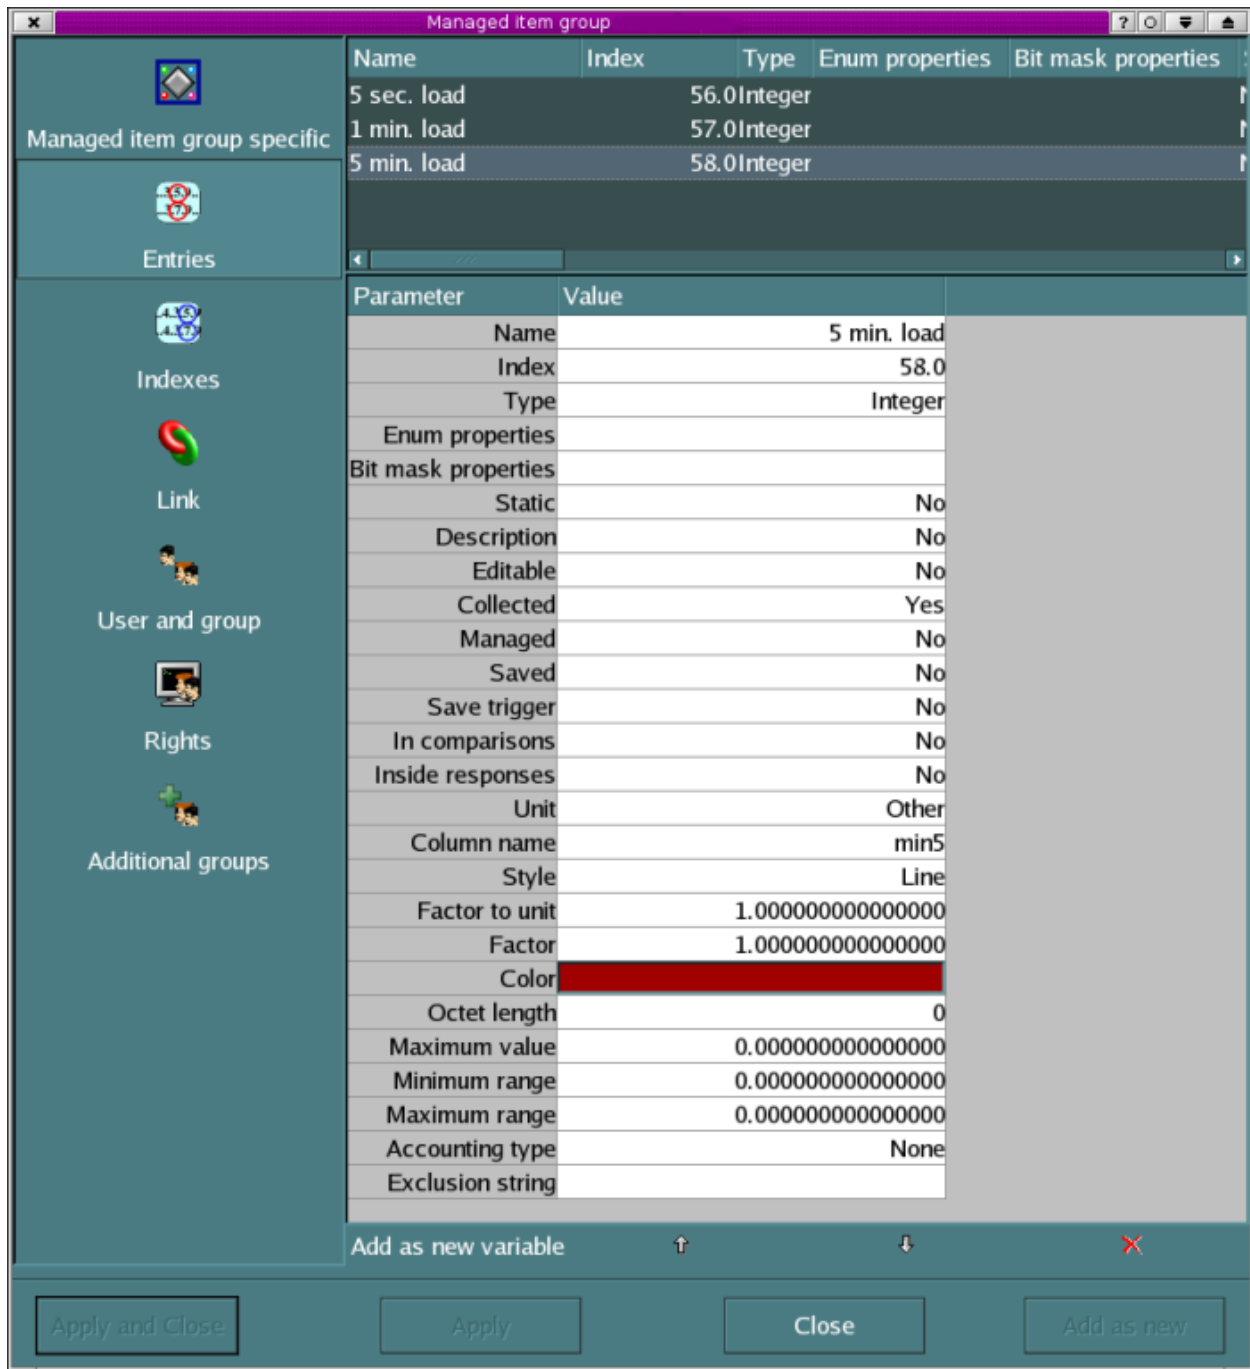 Managed item group
Name Index Type Enum properties Bit mask properties
5 sec. load 56.0 Integer
1 min. load 57.0 Integer
5 min. load 58.0 Integer
Managed item group specific
Entries
Indexes
Link
User and group
Rights
Additional groups
Parameter Value
Name 5 min. load
Index 58.0
Type Integer
Enum properties
Bit mask properties
Static No
Description No
Editable No
Collected Yes
Managed No
Saved No
Save trigger No
In comparisons No
Inside responses No
Unit Other
Column name min5
Style Line
Factor to unit 1.000000000000000
Factor 1.000000000000000
Color
Octet length 0
Maximum value 0.000000000000000
Minimum range 0.000000000000000
Maximum range 0.000000000000000
Accounting type None
Exclusion string
Add as new variable
Apply and Close Apply Close Add as new